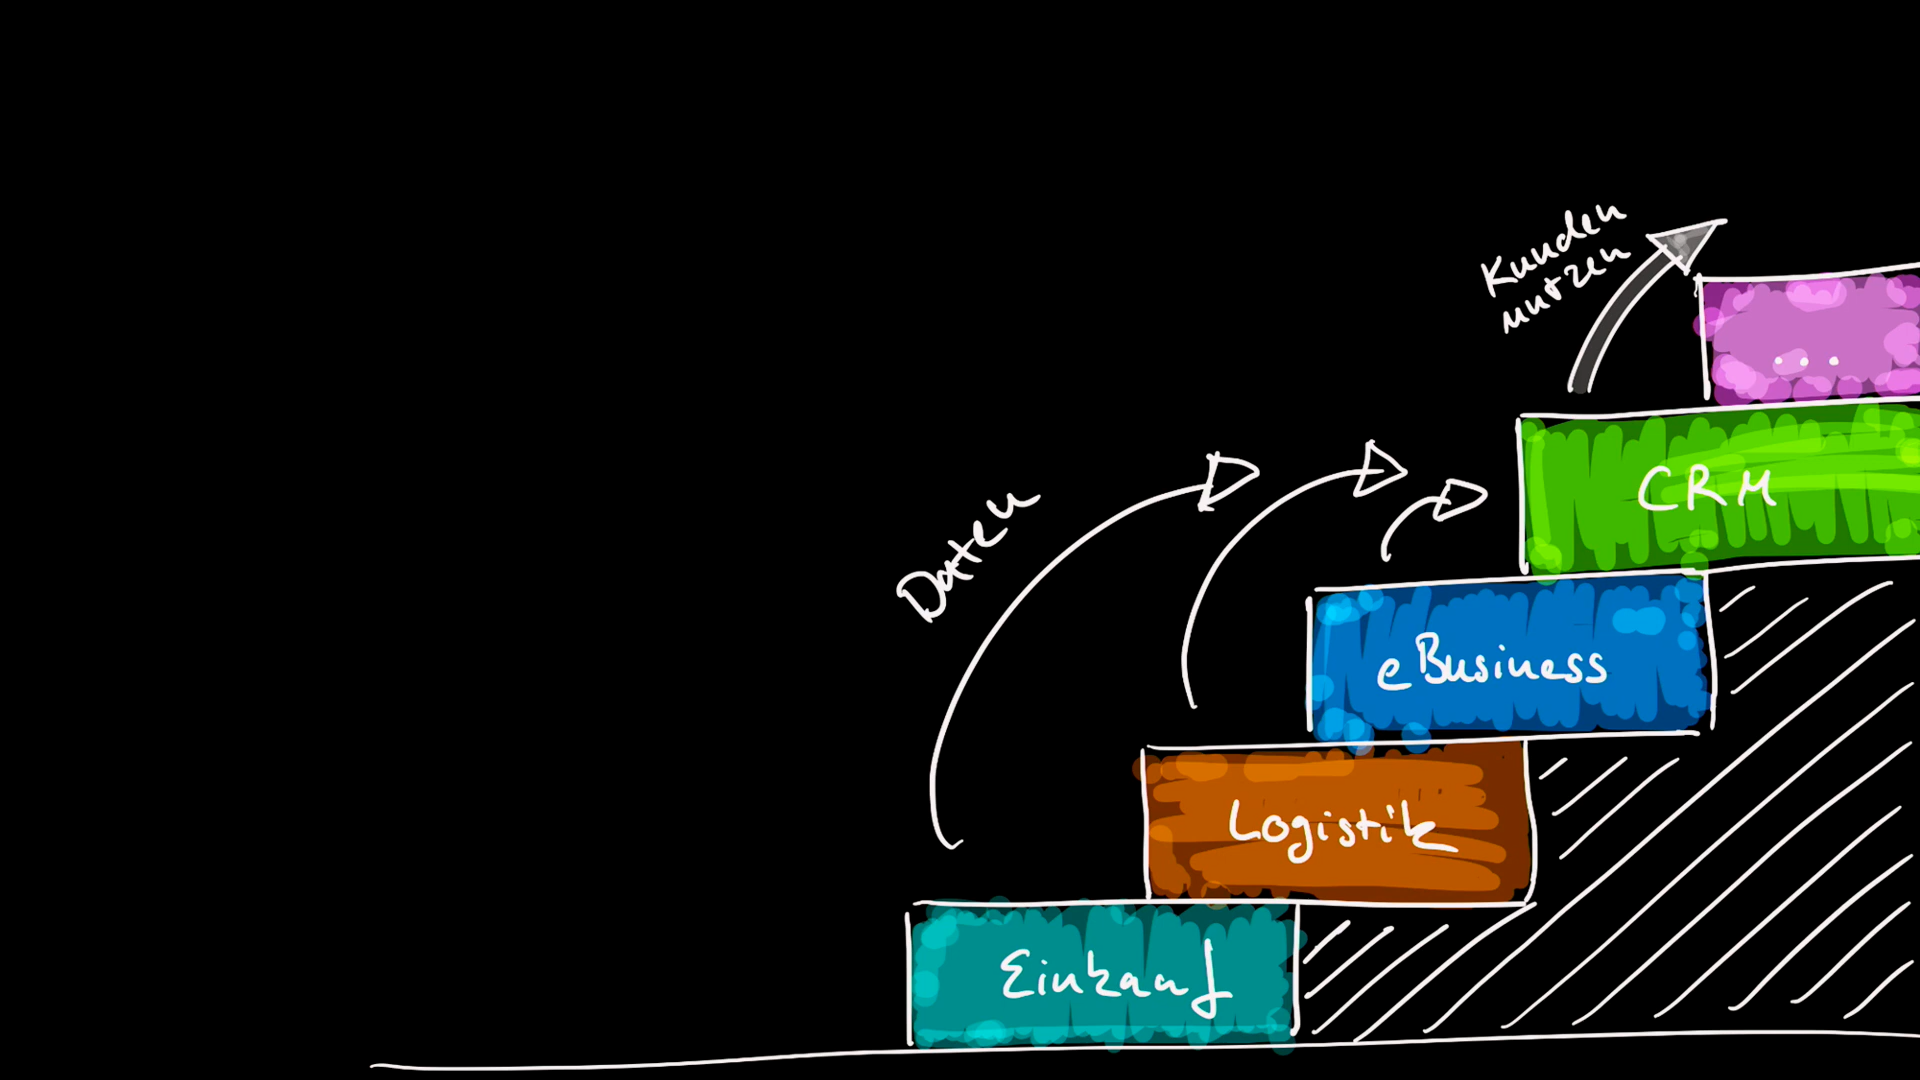 Kunden
nutzen
...
CRM
Daten
eBusiness
Logistik
Einkauf